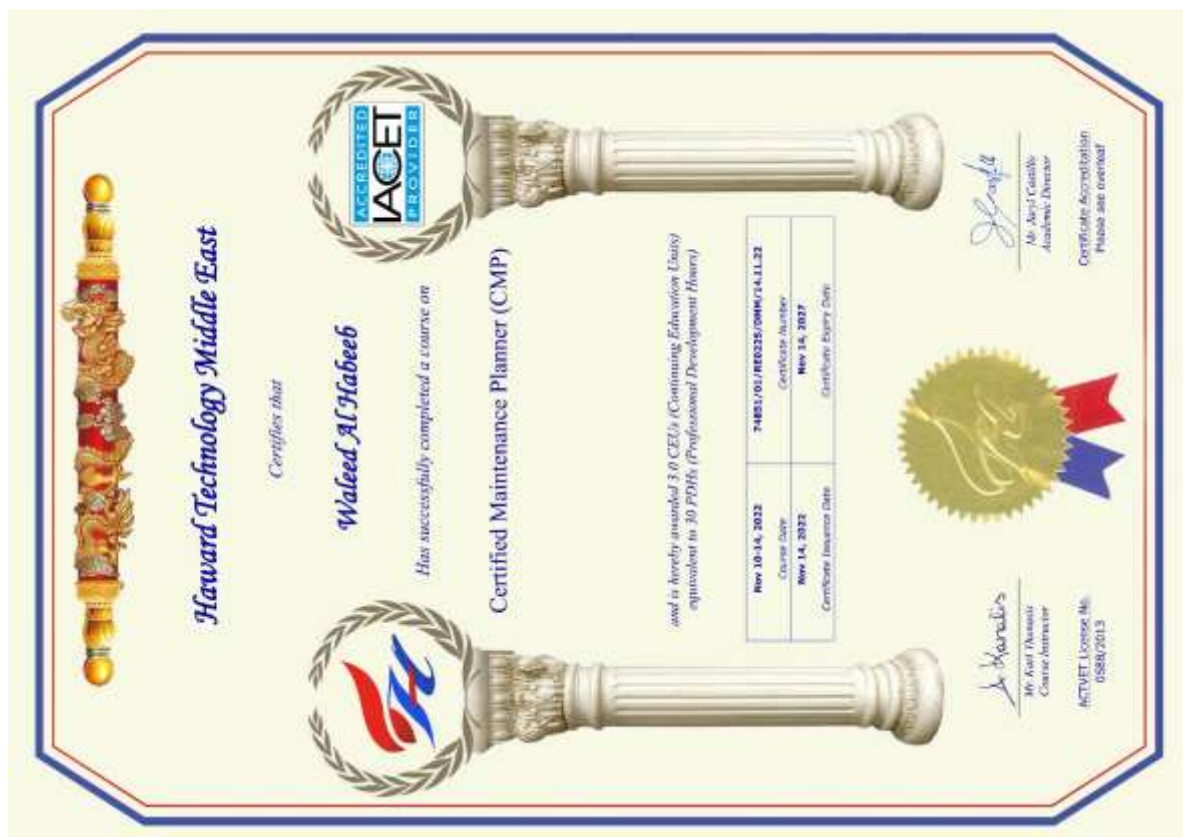 ACCREDITED
IACET
PROVIDER
Haward Technology Middle East
Certifies that
Waleed Al Habeeb
Has successfully completed a course on
Certified Maintenance Planner (CMP)
and is hereby awarded 3.0 CEUs (Continuing Education Units)
equivalent to 30 PDHs (Professional Development Hours)
Nov 10-14, 2022
Course Date
74851/01/RE0225/DMM/14.11.22
Certificate Number
Nov 14, 2022
Certificate Issuance Date
Nov 14, 2027
Certificate Expiry Date
Mr. Karl Thanasis
Course Instructor
Mr. Jaryl Castillo
Academic Director
ACTVET License No.
0588/2013
Certificate Accreditation
Please see overleaf